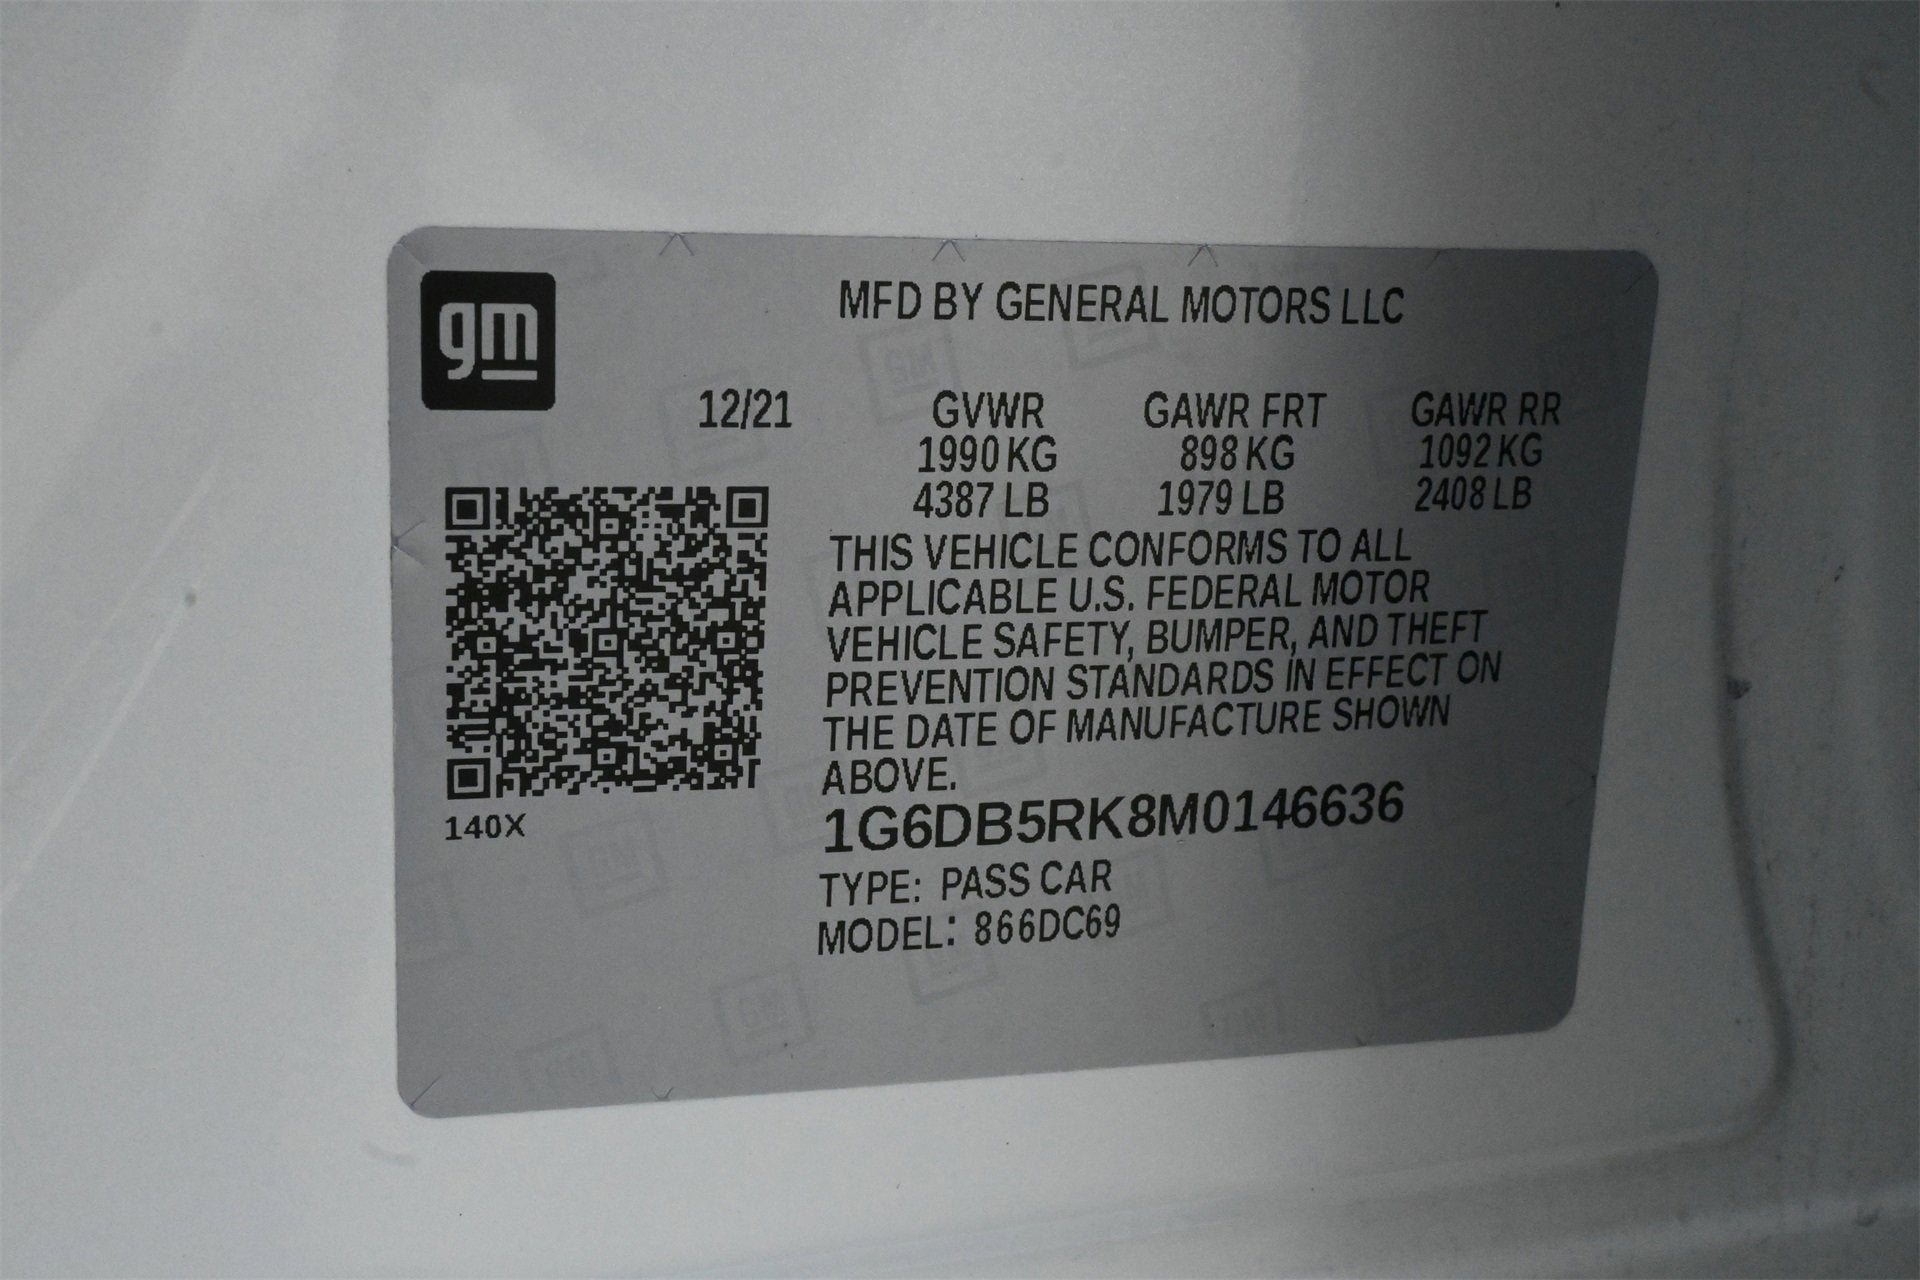 gm
MFD BY GENERAL MOTORS LLC
12/21 GVWR GAWR FRT GAWR RR
1990 KG 898 KG 1092 KG
4387 LB 1979 LB 2408 LB
THIS VEHICLE CONFORMS TO ALL
APPLICABLE U.S. FEDERAL MOTOR
VEHICLE SAFETY, BUMPER, AND THEFT
PREVENTION STANDARDS IN EFFECT ON
THE DATE OF MANUFACTURE SHOWN
ABOVE.
140X
1G6DB5RK8M0146636
TYPE: PASS CAR
MODEL: 866DC69